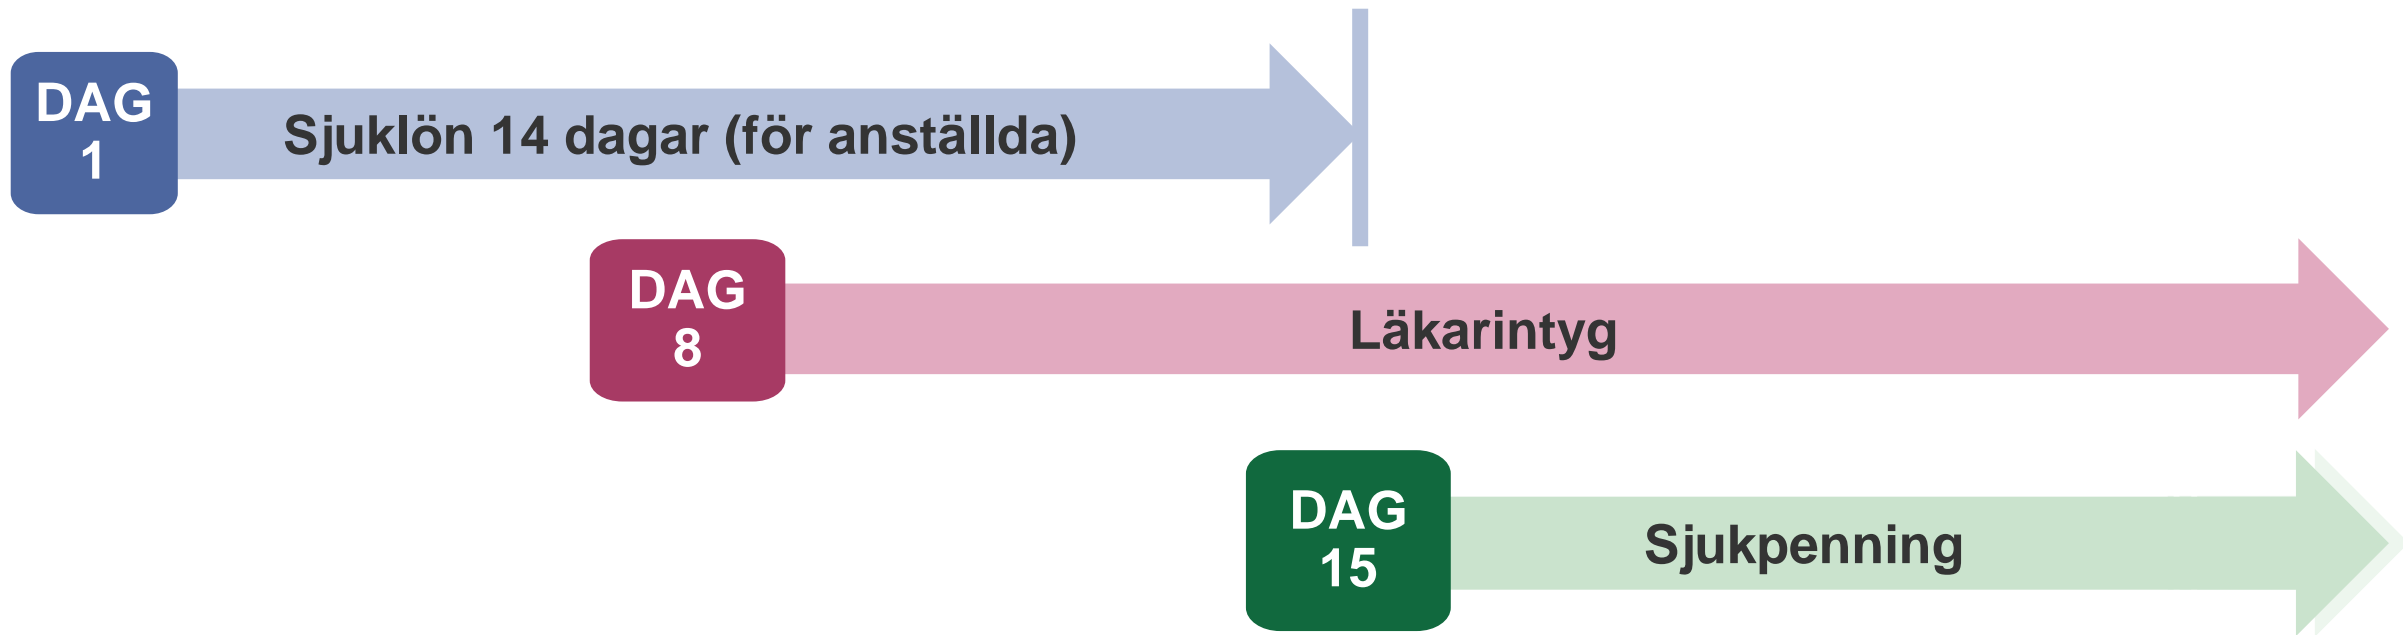 DAG
1
Sjuklön 14 dagar (för anställda)
DAG
8
Läkarintyg
DAG
15
Sjukpenning